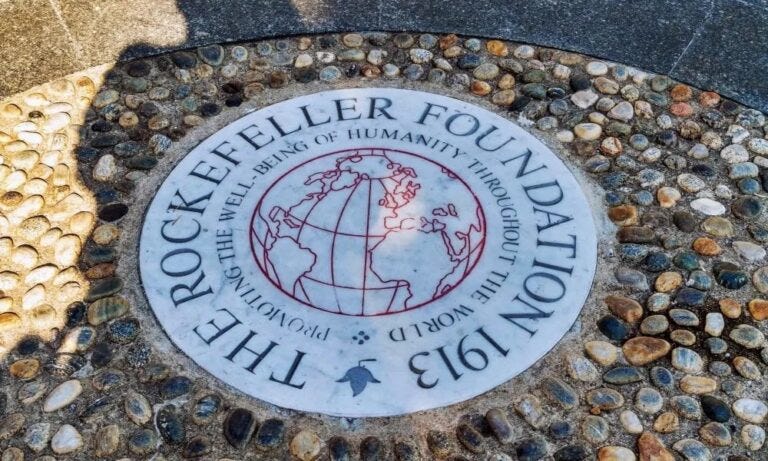 THE ROCKEFELLER FOUNDATION 1913
PROMOTING THE WELL-BEING OF HUMANITY THROUGHOUT THE WORLD